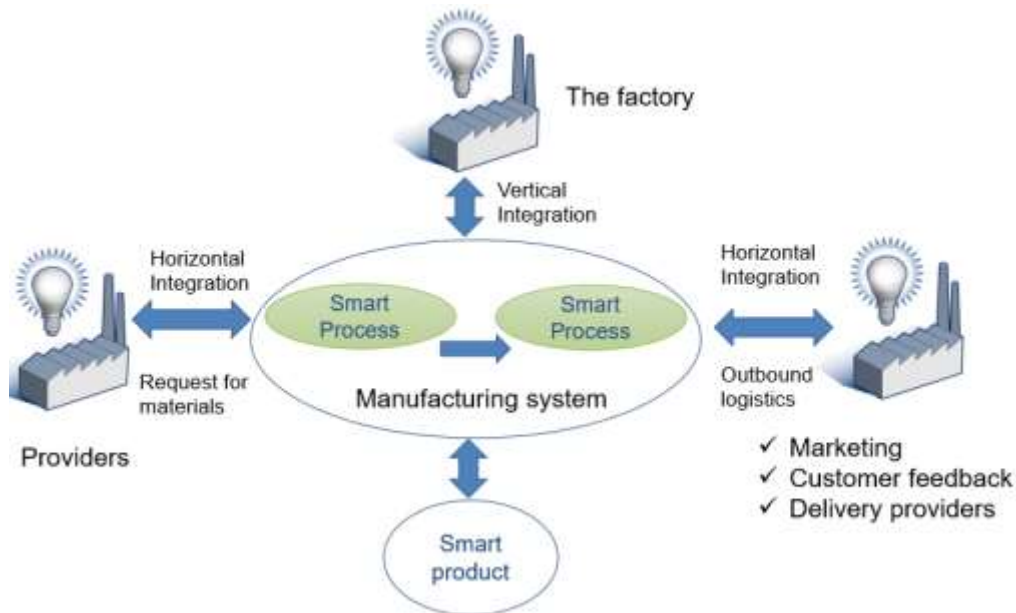 The factory
Vertical
Integration
Horizontal
Integration
Horizontal
Integration
Smart
Process
Smart
Process
Request for
materials
Manufacturing system
Outbound
logistics
Providers
✓ Marketing
✓ Customer feedback
✓ Delivery providers
Smart
product